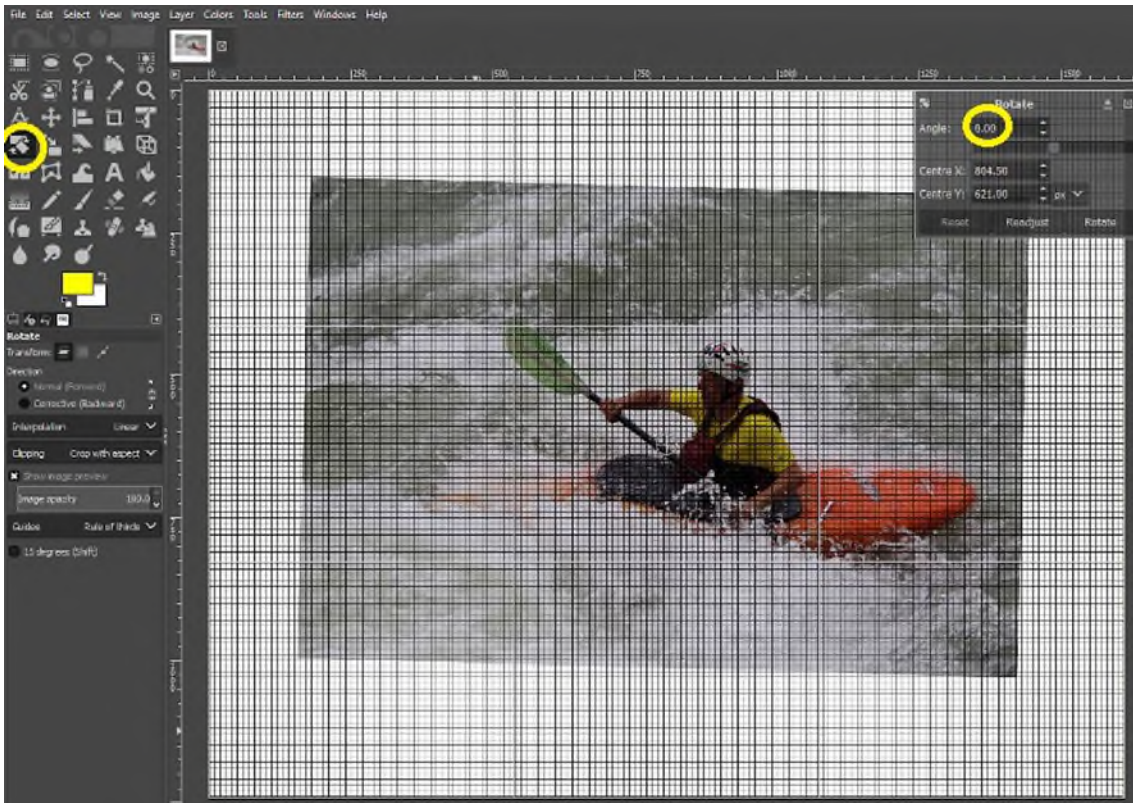 File Edit Select View Image Layer Colors Tools Filters Windows Help
0 250 500 750 1000 1250 1500
Rotate
Angle: 0.00
Centre X: 804.50
Centre Y: 621.00 px
Reset Readjust Rotate
Rotate
Transform:
Direction
Normal (Forward)
Corrective (Backward)
Interpolation Linear
Clipping Crop with aspect
Show image preview
Image opacity 100.0
Guides Rule of thirds
15 degrees (Shift)